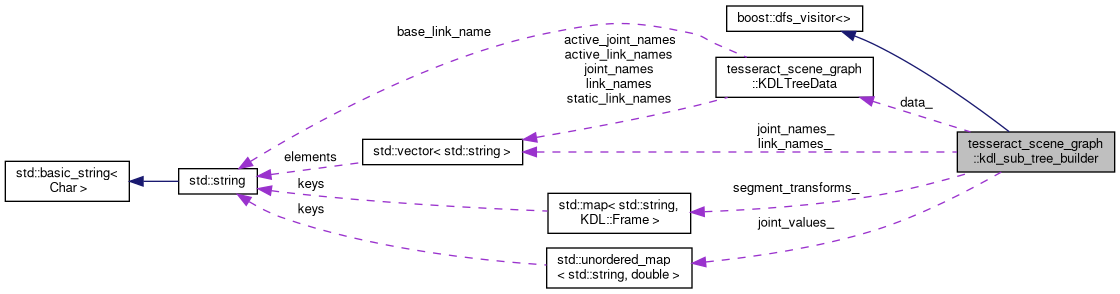 boost::dfs_visitor<>
base_link_name
active_joint_names
active_link_names
joint_names
link_names
static_link_names
tesseract_scene_graph
::KDLTreeData
data_
joint_names_
link_names_
tesseract_scene_graph
::kdl_sub_tree_builder
std::vector< std::string >
elements
std::basic_string<
Char >
std::string
keys
segment_transforms_
std::map< std::string,
KDL::Frame >
keys
joint_values_
std::unordered_map
< std::string, double >